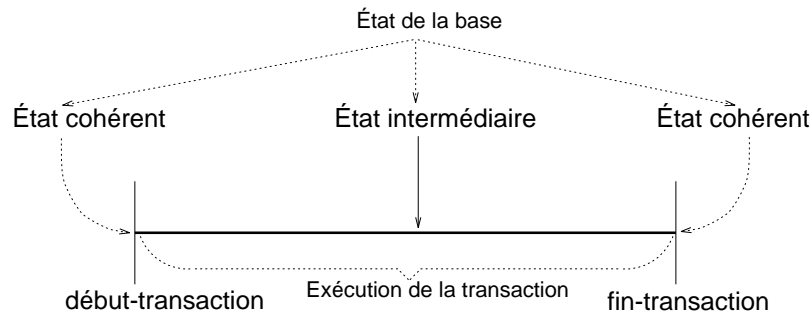 État de la base
État cohérent
État intermédiaire
État cohérent
début-transaction
Exécution de la transaction
fin-transaction